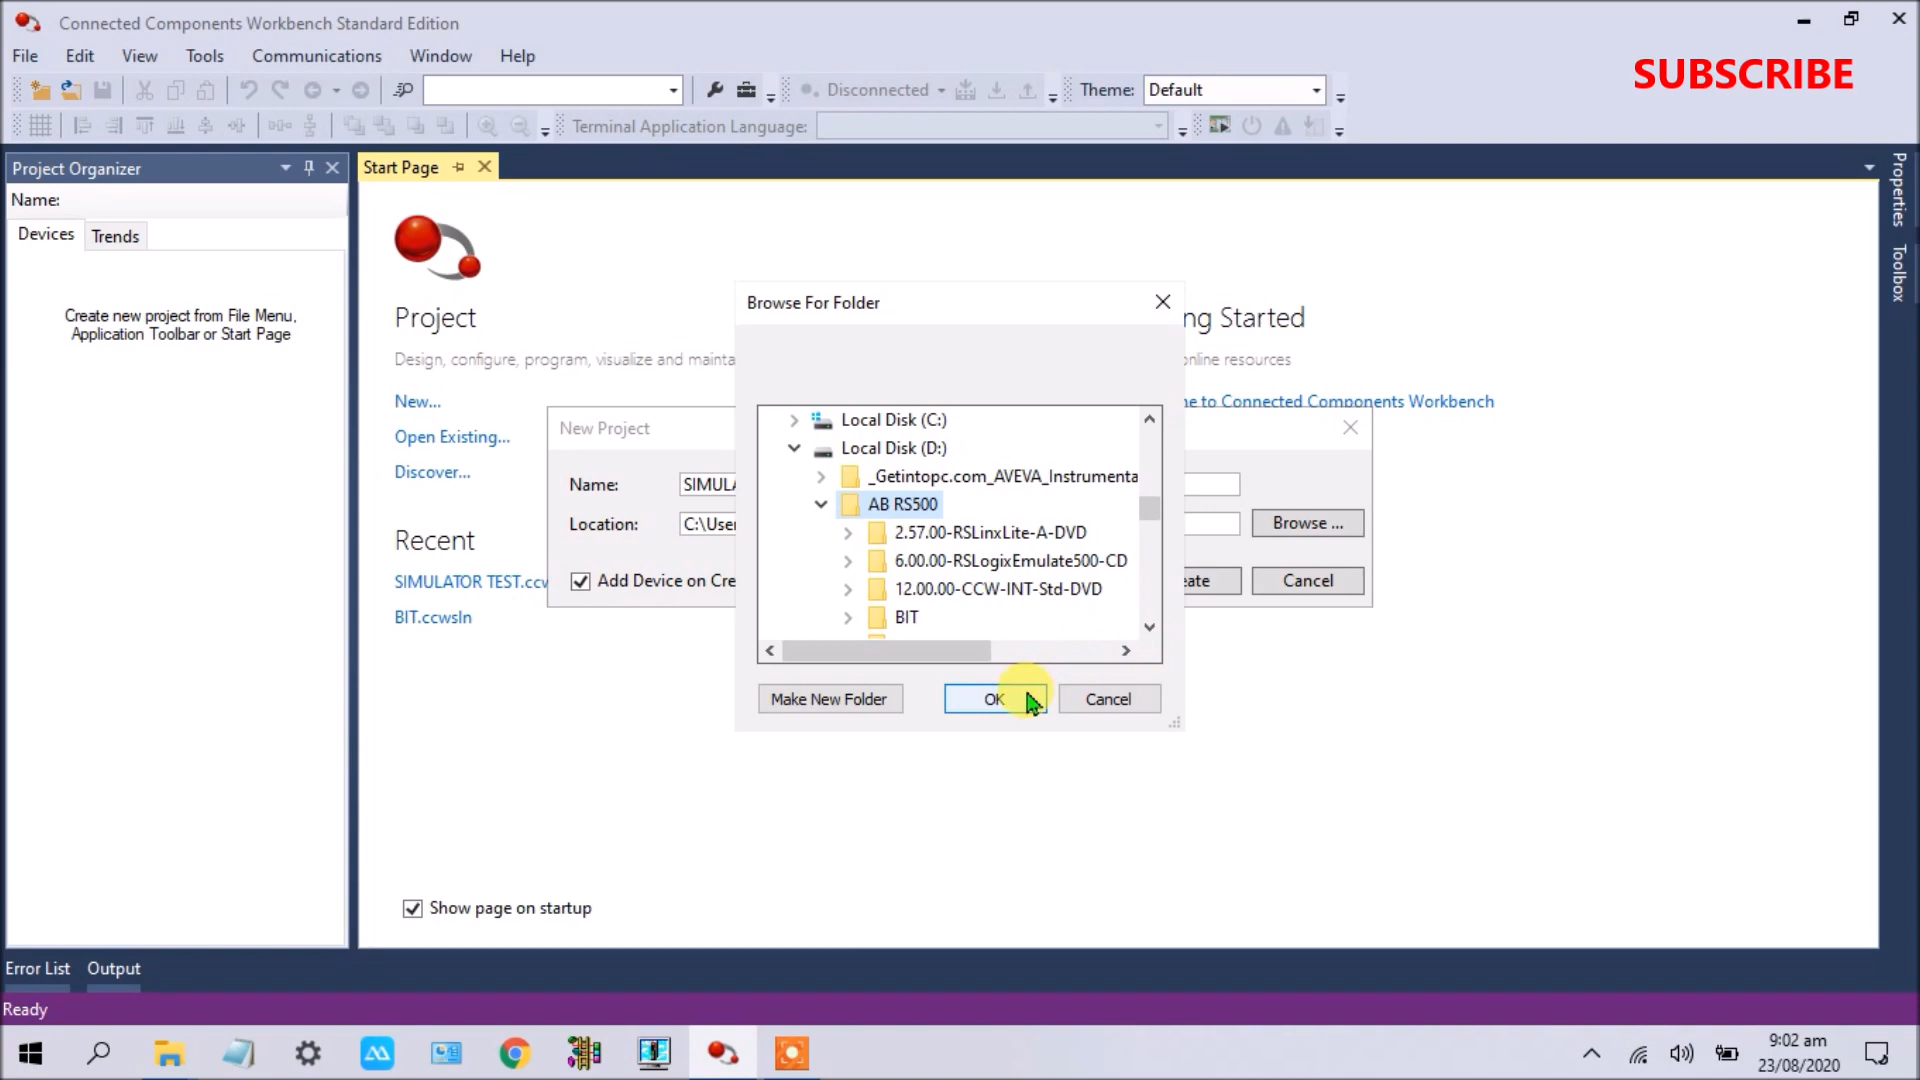 Connected Components Workbench Standard Edition
File Edit View Tools Communications Window Help
SUBSCRIBE
Disconnected
Theme: Default
Terminal Application Language:
Project Organizer
Name:
Devices Trends
Create new project from File Menu,
Application Toolbar or Start Page
Start Page
Project
Design, configure, program, visualize and mainta
New...
Open Existing...
Discover...
Recent
SIMULATOR TEST.ccw
BIT.ccwsln
ng Started
online resources
ne to Connected Components Workbench
New Project
Name: SIMULA
Location: C:\User
Browse ...
Add Device on Cre
eate
Cancel
Browse For Folder
Local Disk (C:)
Local Disk (D:)
_Getintopc.com_AVEVA_Instrumenta
AB RS500
2.57.00-RSLinxLite-A-DVD
6.00.00-RSLogixEmulate500-CD
12.00.00-CCW-INT-Std-DVD
BIT
Make New Folder OK Cancel
Show page on startup
Properties
Toolbox
Error List Output
Ready
9:02 am
23/08/2020